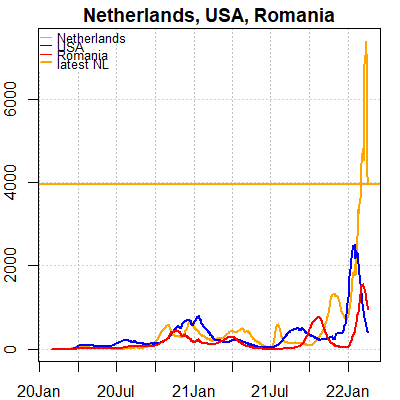 Netherlands, USA, Romania
Netherlands
USA
Romania
latest NL
6000
4000
2000
0
20Jan 20Jul 21Jan 21Jul 22Jan